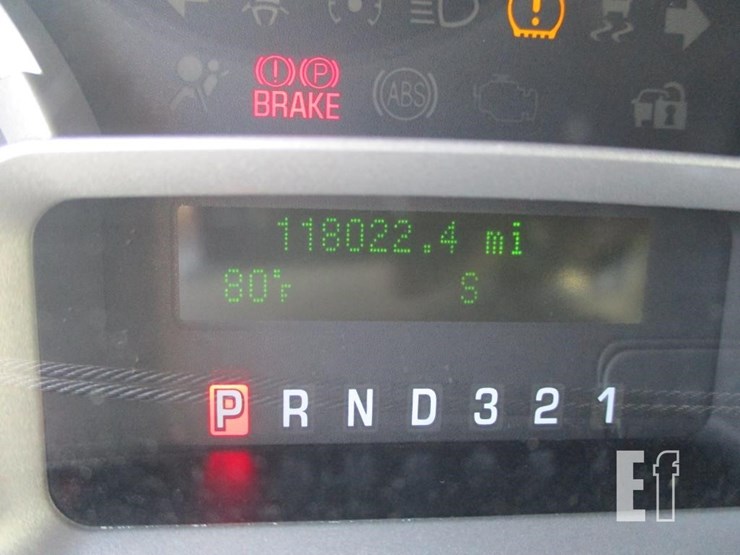 (!) (P)
BRAKE
ABS
118022.4 mi
80°F S
P R N D 3 2 1
Ef